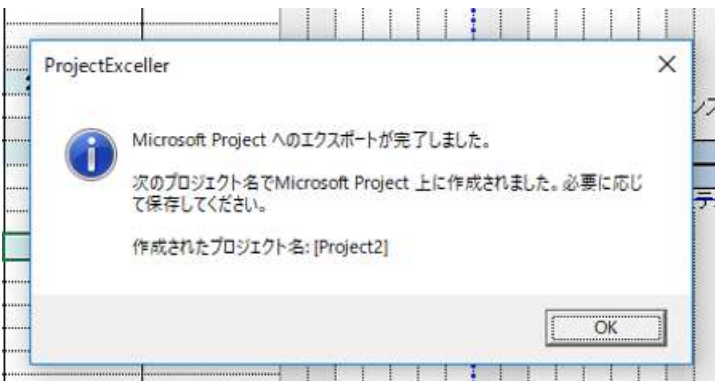 ProjectExceller
Microsoft Project へのエクスポートが完了しました。
次のプロジェクト名でMicrosoft Project 上に作成されました。必要に応じ
て保存してください。
作成されたプロジェクト名: [Project2]
OK